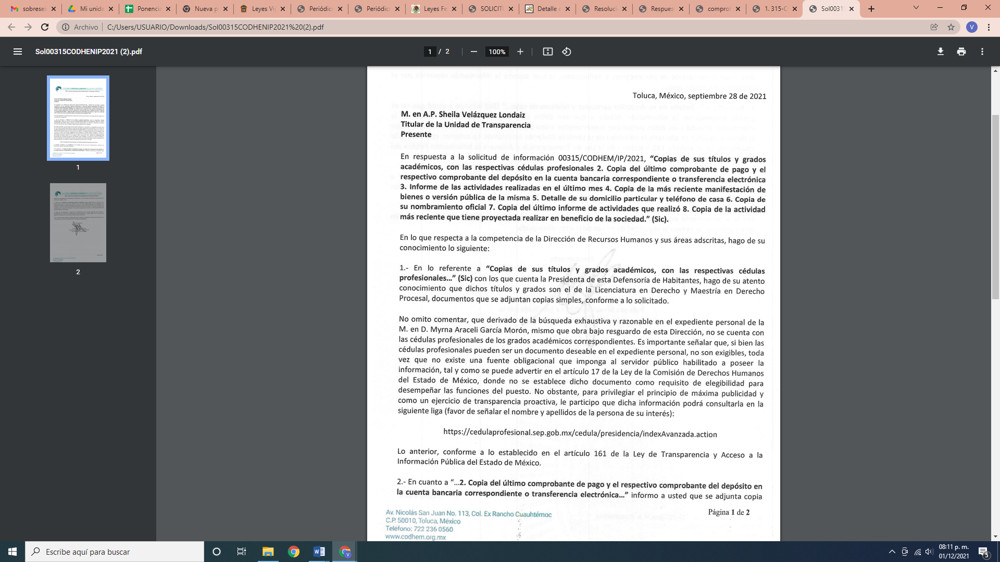 sobresein
Mi unida
Ponencia
Nueva p
Leyes Vig
Periódico
Periódico
Leyes Fe
SOLICIT
Detalle
Resoluci
Respues
comprob
1. 315-C
Sol0031
Archivo | C:/Users/USUARIO/Downloads/Sol00315CODHENIP2021%20(2).pdf
V
Sol00315CODHENIP2021 (2).pdf
1 / 2
100%
1
2
Toluca, México, septiembre 28 de 2021
M. en A.P. Sheila Velázquez Londaiz
Titular de la Unidad de Transparencia
Presente
En respuesta a la solicitud de información 00315/CODHEM/IP/2021, “Copias de sus títulos y grados
académicos, con las respectivas cédulas profesionales 2. Copia del último comprobante de pago y el
respectivo comprobante del depósito en la cuenta bancaria correspondiente o transferencia electrónica
3. Informe de las actividades realizadas en el último mes 4. Copia de la más reciente manifestación de
bienes o versión pública de la misma 5. Detalle de su domicilio particular y teléfono de casa 6. Copia de
su nombramiento oficial 7. Copia del último informe de actividades que realizó 8. Copia de la actividad
más reciente que tiene proyectada realizar en beneficio de la sociedad.” (Sic).
En lo que respecta a la competencia de la Dirección de Recursos Humanos y sus áreas adscritas, hago de su
conocimiento lo siguiente:
1.- En lo referente a “Copias de sus títulos y grados académicos, con las respectivas cédulas
profesionales…” (Sic) con los que cuenta la Presidenta de esta Defensoría de Habitantes, hago de su atento
conocimiento que dichos títulos y grados son el de la Licenciatura en Derecho y Maestría en Derecho
Procesal, documentos que se adjuntan copias simples, conforme a lo solicitado.
No omito comentar, que derivado de la búsqueda exhaustiva y razonable en el expediente personal de la
M. en D. Myrna Araceli García Morón, mismo que obra bajo resguardo de esta Dirección, no se cuenta con
las cédulas profesionales de los grados académicos correspondientes. Es importante señalar que, si bien las
cédulas profesionales pueden ser un documento deseable en el expediente personal, no son exigibles, toda
vez que no existe una fuente obligacional que imponga al servidor público habilitado a poseer la
información, tal y como se puede advertir en el artículo 17 de la Ley de la Comisión de Derechos Humanos
del Estado de México, donde no se establece dicho documento como requisito de elegibilidad para
desempeñar las funciones del puesto. No obstante, para privilegiar el principio de máxima publicidad y
como un ejercicio de transparencia proactiva, le participo que dicha información podrá consultarla en la
siguiente liga (favor de señalar el nombre y apellidos de la persona de su interés):
https://cedulaprofesional.sep.gob.mx/cedula/presidencia/indexAvanzada.action
Lo anterior, conforme a lo establecido en el artículo 161 de la Ley de Transparencia y Acceso a la
Información Pública del Estado de México.
2.- En cuanto a “…2. Copia del último comprobante de pago y el respectivo comprobante del depósito en
la cuenta bancaria correspondiente o transferencia electrónica…” informo a usted que se adjunta copia
Av. Nicolás San Juan No. 113, Col. Ex Rancho Cuauhtémoc
C.P. 50010, Toluca, México
Teléfono: 722 236 0560
www.codhem.org.mx
Página 1 de 2
Escribe aquí para buscar
08:11 p. m.
01/12/2021
5